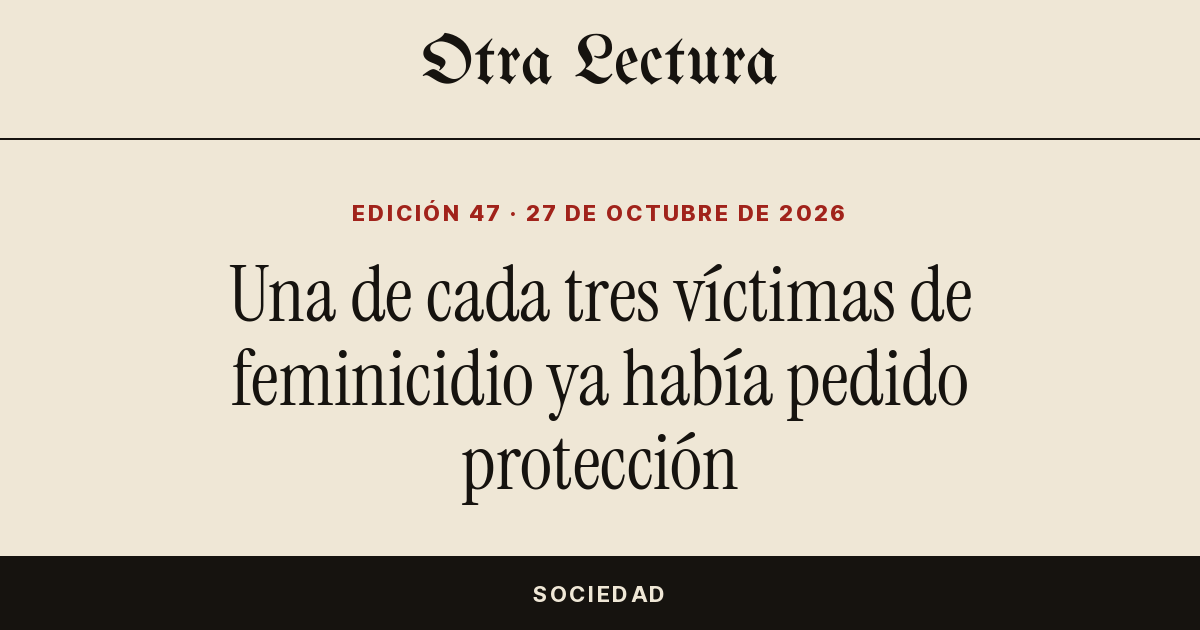 Otra Lectura
EDICIÓN 47 · 27 DE OCTUBRE DE 2026
Una de cada tres víctimas de
feminicidio ya había pedido
protección
SOCIEDAD